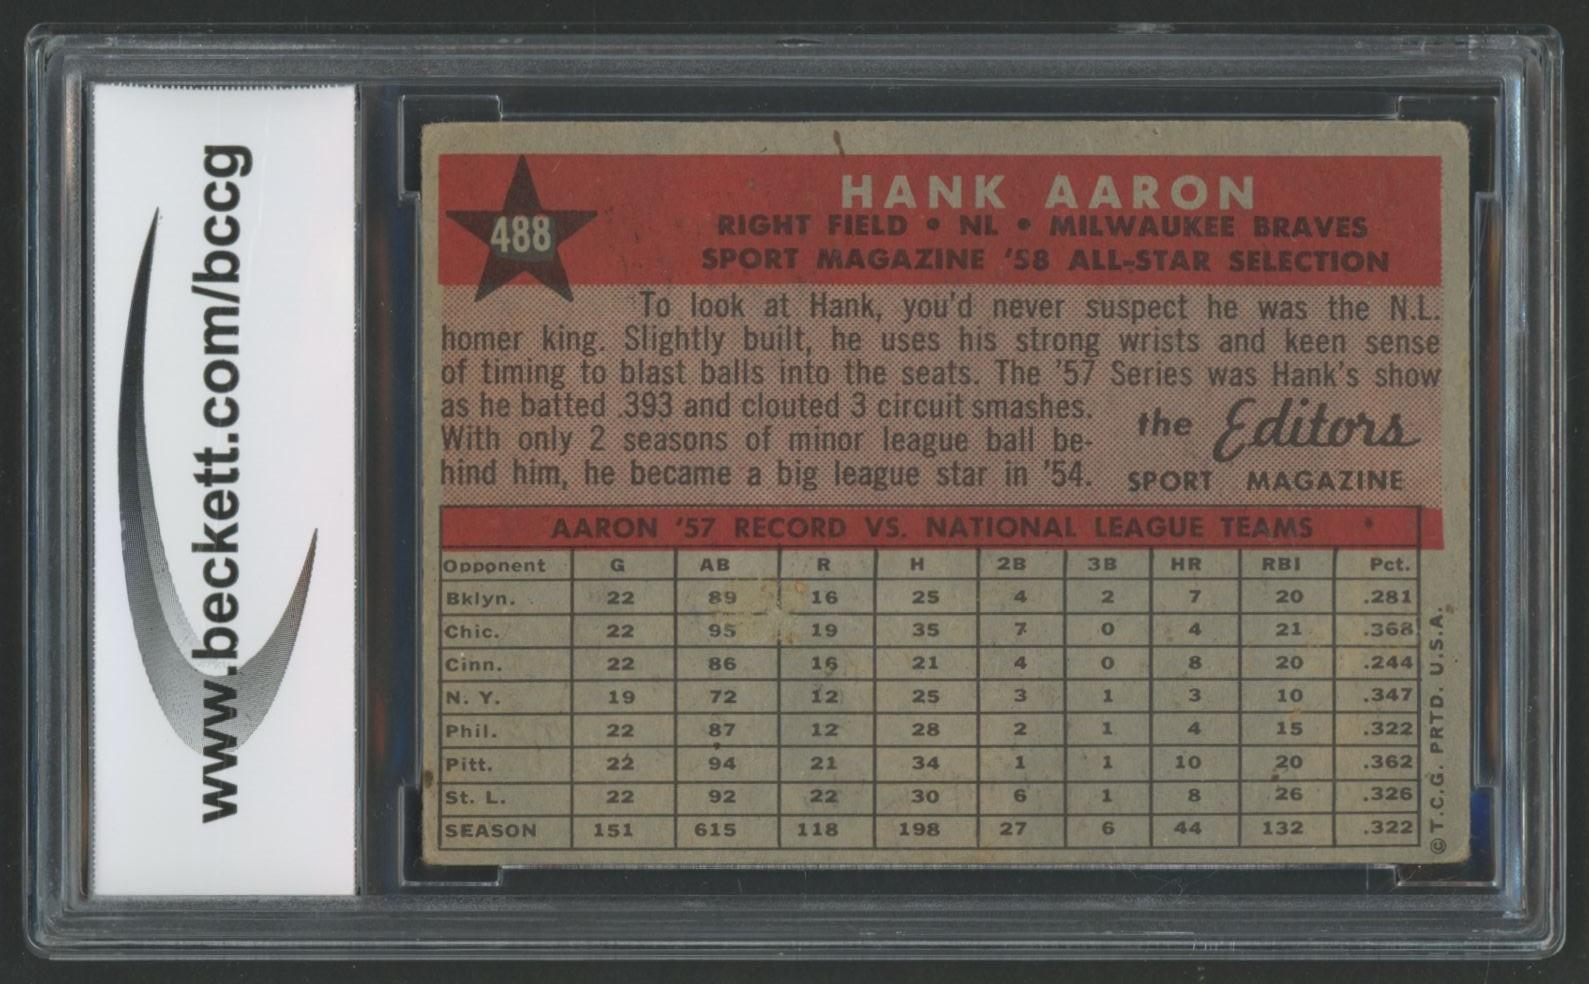 www.beckett.com/bccg
488
HANK AARON
RIGHT FIELD • NL • MILWAUKEE BRAVES
SPORT MAGAZINE '58 ALL-STAR SELECTION
To look at Hank, you'd never suspect he was the N.L.
homer king. Slightly built, he uses his strong wrists and keen sense
of timing to blast balls into the seats. The '57 Series was Hank's show
as he batted .393 and clouted 3 circuit smashes.
With only 2 seasons of minor league ball be-
hind him, he became a big league star in '54.
the Editors
SPORT MAGAZINE
AARON '57 RECORD VS. NATIONAL LEAGUE TEAMS
Opponent G AB R H 2B 3B HR RBI Pct.
Bklyn. 22 89 16 25 4 2 7 20 .281
Chic. 22 95 19 35 7 0 4 21 .368
Cinn. 22 86 16 21 4 0 8 20 .244
N. Y. 19 72 12 25 3 1 3 10 .347
Phil. 22 87 12 28 2 1 4 15 .322
Pitt. 22 94 21 34 1 1 10 20 .362
St. L. 22 92 22 30 6 1 8 26 .326
SEASON 151 615 118 198 27 6 44 132 .322
© T.C.G. PRTD. U.S.A.